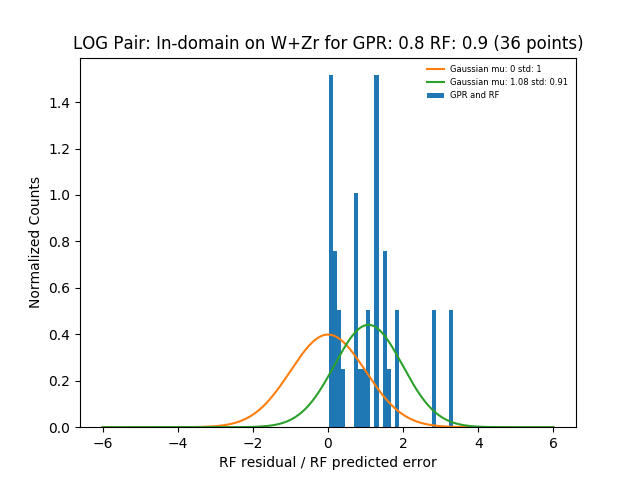 LOG Pair: In-domain on W+Zr for GPR: 0.8 RF: 0.9 (36 points)
Gaussian mu: 0 std: 1
Gaussian mu: 1.08 std: 0.91
GPR and RF
Normalized Counts
1.4
1.2
1.0
0.8
0.6
0.4
0.2
0.0
−6 −4 −2 0 2 4 6
RF residual / RF predicted error